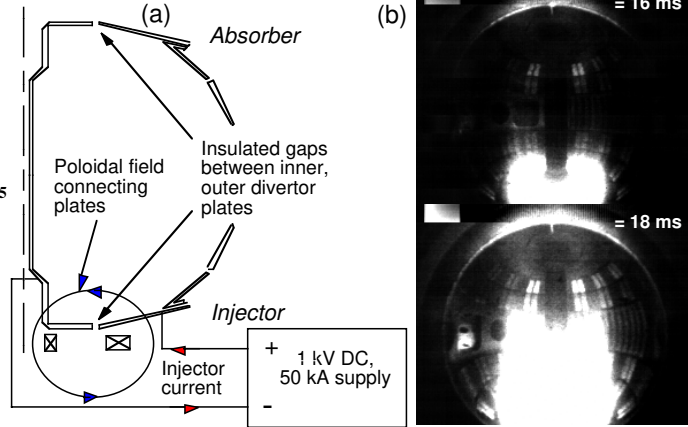 (a)
(b)
Absorber
Insulated gaps
between inner,
outer divertor
plates
Poloidal field
connecting
plates
5
Injector
+
1 kV DC,
50 kA supply
-
Injector
current
= 16 ms
= 18 ms